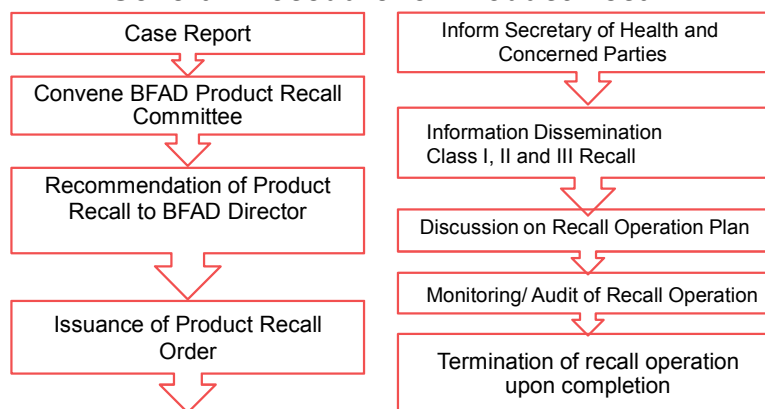 Case Report
Convene BFAD Product Recall
Committee
Recommendation of Product
Recall to BFAD Director
Issuance of Product Recall
Order
Inform Secretary of Health and
Concerned Parties
Information Dissemination
Class I, II and III Recall
Discussion on Recall Operation Plan
Monitoring/ Audit of Recall Operation
Termination of recall operation
upon completion